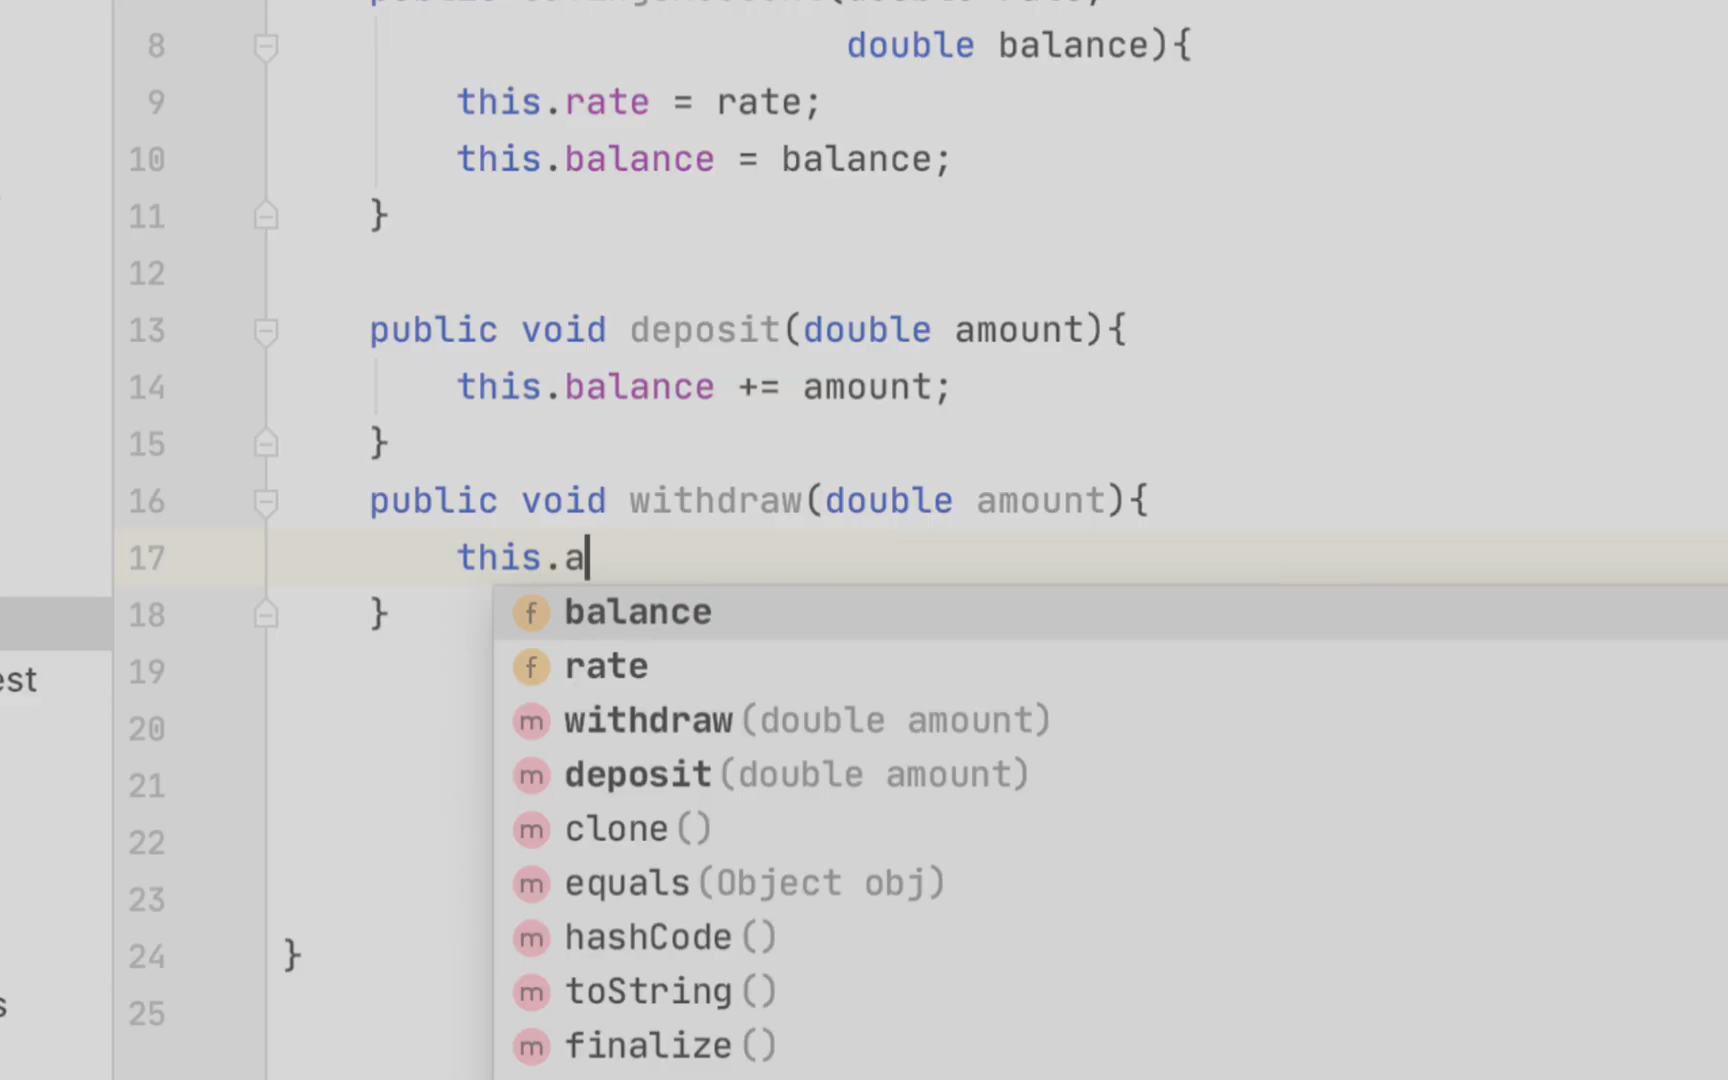 8 double balance){
9 this.rate = rate;
10 this.balance = balance;
11 }
12
13 public void deposit(double amount){
14 this.balance += amount;
15 }
16 public void withdraw(double amount){
17 this.a
f balance
18 }
f rate
19
est
m withdraw(double amount)
20
m deposit(double amount)
21
m clone()
22
m equals(Object obj)
23
m hashCode()
24 }
m toString()
s
25
m finalize()